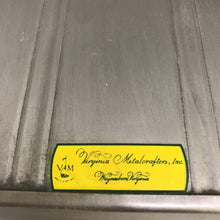 VM
Virginia Metalcrafters, Inc.
Waynesboro, Virginia